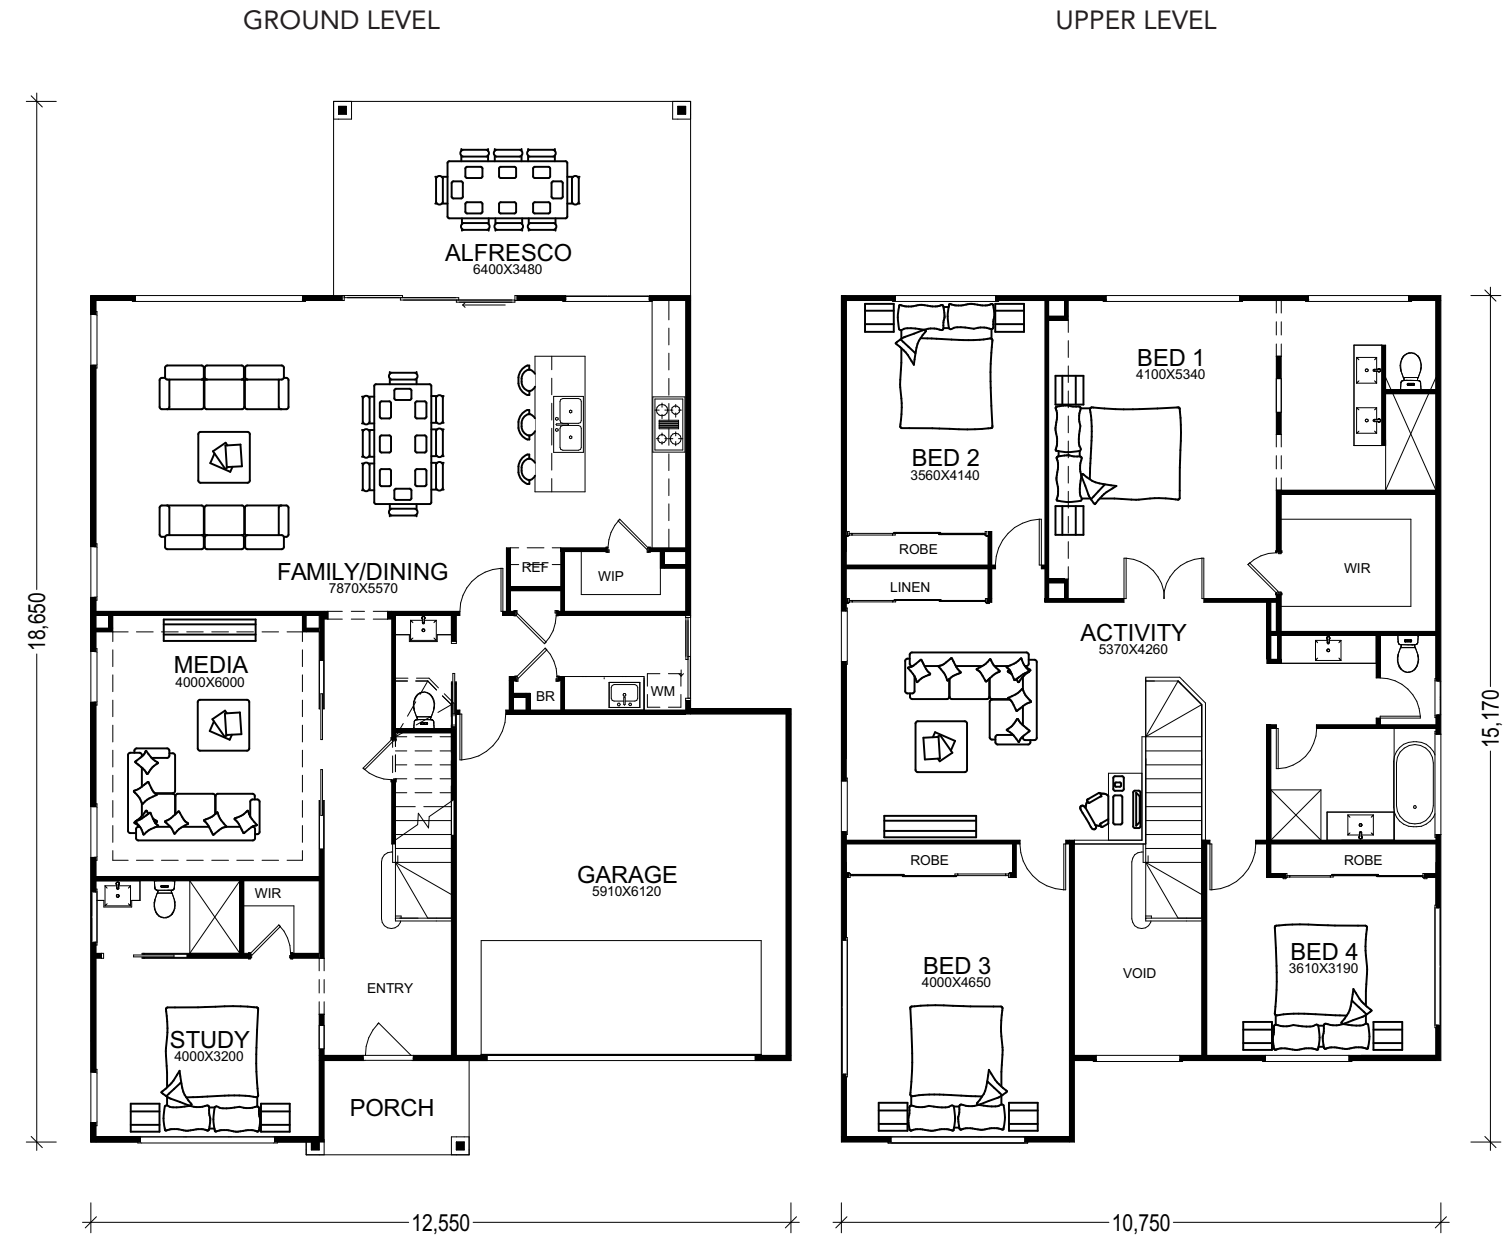 GROUND LEVEL
UPPER LEVEL
ALFRESCO
6400X3480
FAMILY/DINING
7870X5570
REF
WIP
MEDIA
4000X6000
BR
WM
GARAGE
5910X6120
WIR
ENTRY
STUDY
4000X3200
PORCH
18,650
12,550
BED 1
4100X5340
BED 2
3560X4140
ROBE
LINEN
WIR
ACTIVITY
5370X4260
ROBE
ROBE
BED 3
4000X4650
VOID
BED 4
3610X3190
15,170
10,750